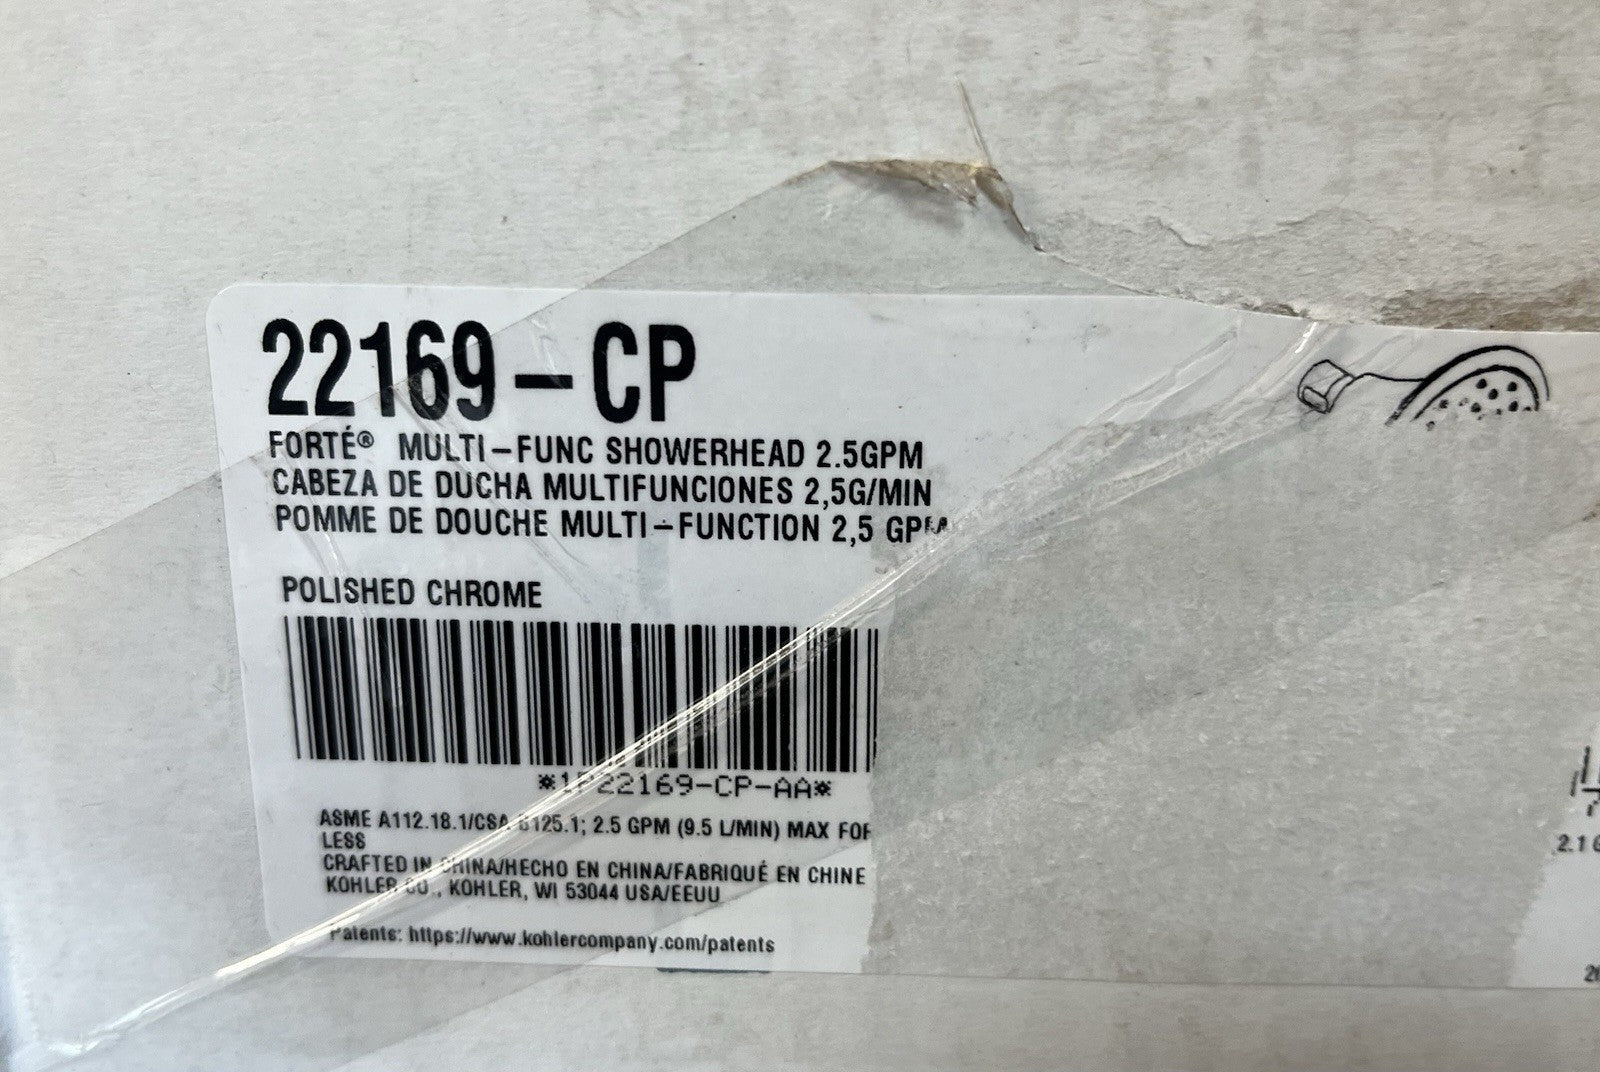 22169-CP
FORTÉ® MULTI-FUNC SHOWERHEAD 2.5GPM
CABEZA DE DUCHA MULTIFUNCIONES 2,5G/MIN
POMME DE DOUCHE MULTI-FUNCTION 2,5 GPM
POLISHED CHROME
*1P22169-CP-AA*
ASME A112.18.1/CSA B125.1; 2.5 GPM (9.5 L/MIN) MAX FOR
LESS
CRAFTED IN CHINA/HECHO EN CHINA/FABRIQUÉ EN CHINE
KOHLER CO., KOHLER, WI 53044 USA/EEUU
Patents: https://www.kohlercompany.com/patents
2.1